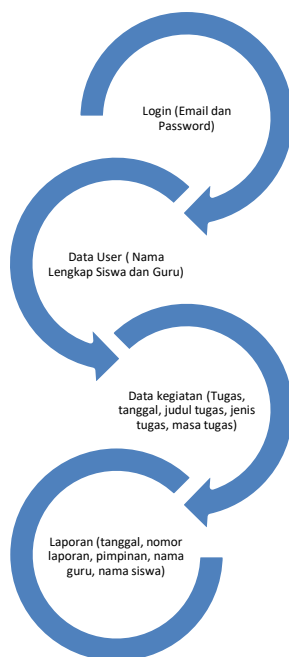 Login (Email dan
Password)
Data User ( Nama
Lengkap Siswa dan Guru)
Data kegiatan (Tugas,
tanggal, judul tugas, jenis
tugas, masa tugas)
Laporan (tanggal, nomor
laporan, pimpinan, nama
guru, nama siswa)